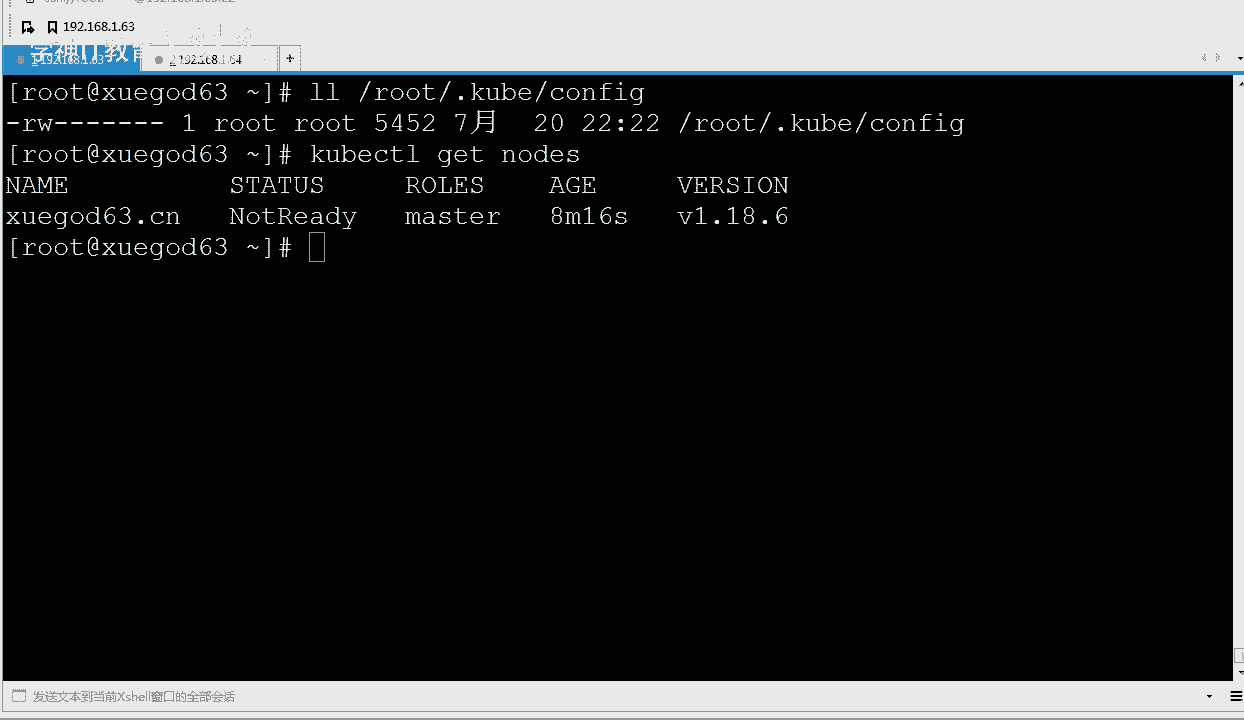 192.168.1.63
学神IT教育
1 192.168.1.63
2 192.168.1.64
+
[root@xuegod63 ~]# ll /root/.kube/config
-rw------- 1 root root 5452 7月  20 22:22 /root/.kube/config
[root@xuegod63 ~]# kubectl get nodes
NAME STATUS ROLES AGE VERSION
xuegod63.cn NotReady master 8m16s v1.18.6
[root@xuegod63 ~]#
发送文本到当前Xshell窗口的全部会话